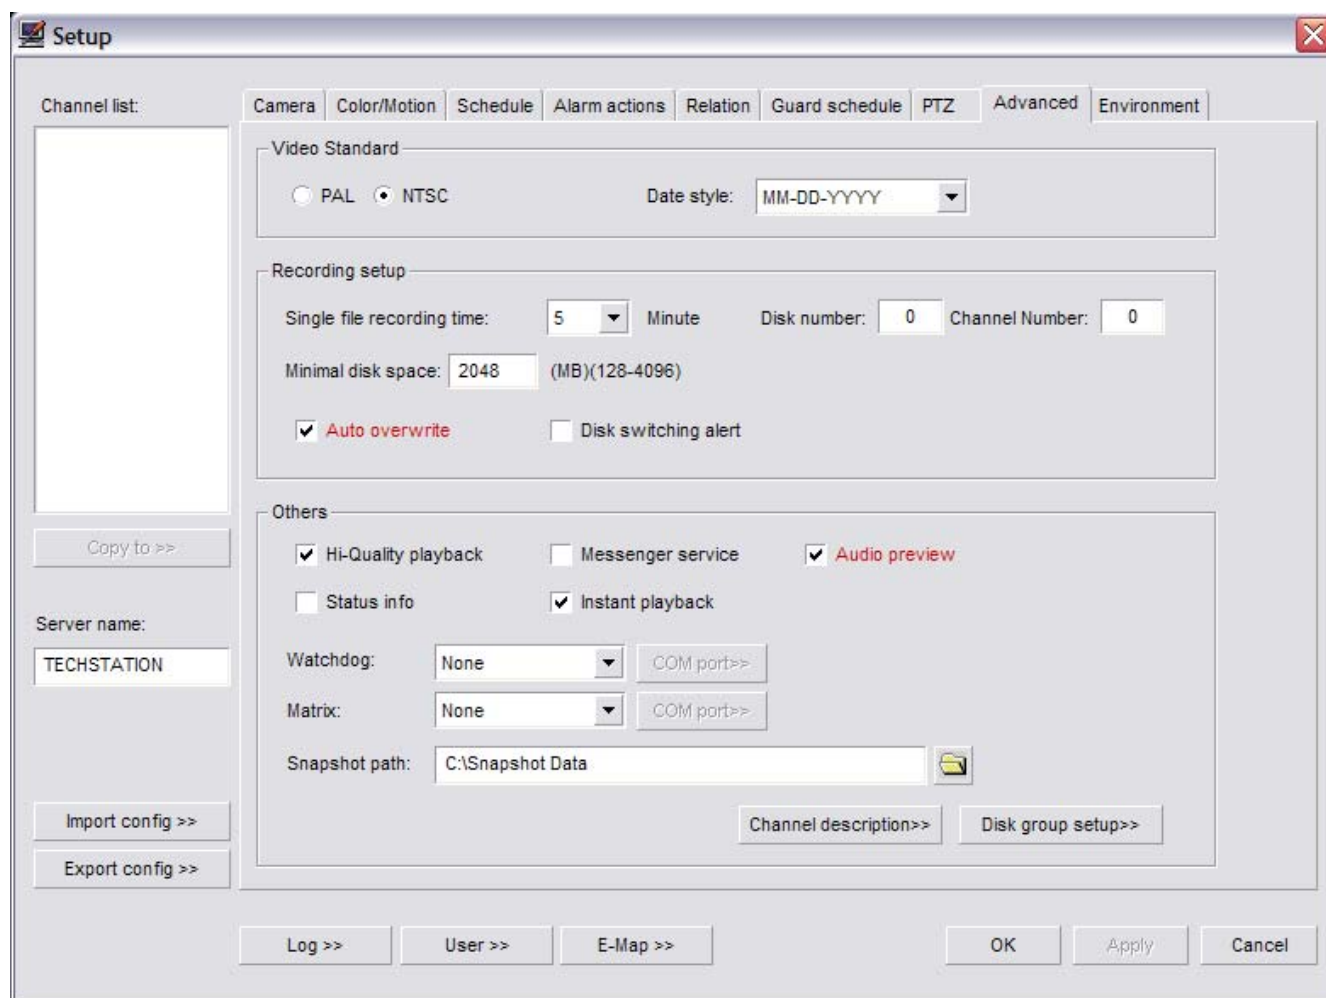 Setup
Channel list:
Camera Color/Motion Schedule Alarm actions Relation Guard schedule PTZ Advanced Environment
Video Standard
PAL NTSC Date style: MM-DD-YYYY
Recording setup
Single file recording time: 5 Minute Disk number: 0 Channel Number: 0
Minimal disk space: 2048 (MB)(128-4096)
Auto overwrite Disk switching alert
Others
Copy to >>
Hi-Quality playback Messenger service Audio preview
Status info Instant playback
Server name:
TECHSTATION
Watchdog: None COM port>>
Matrix: None COM port>>
Snapshot path: C:\Snapshot Data
Import config >>
Channel description>> Disk group setup>>
Export config >>
Log >> User >> E-Map >> OK Apply Cancel